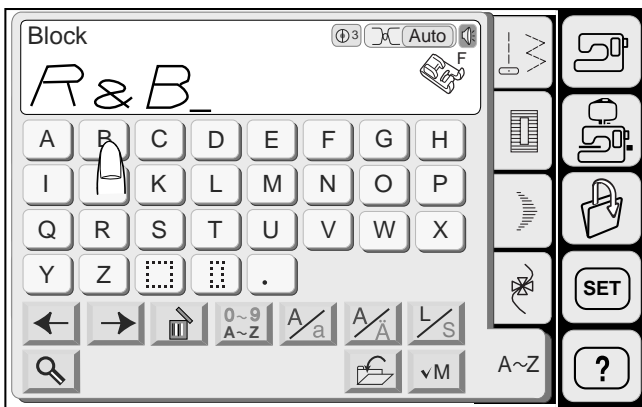 Block 3 Auto
F
R & B_
A B C D E F G H
I K L M N O P
Q R S T U V W X
Y Z .
0~9
A~Z A/a A/Ä L/S
√M A~Z
SET
?